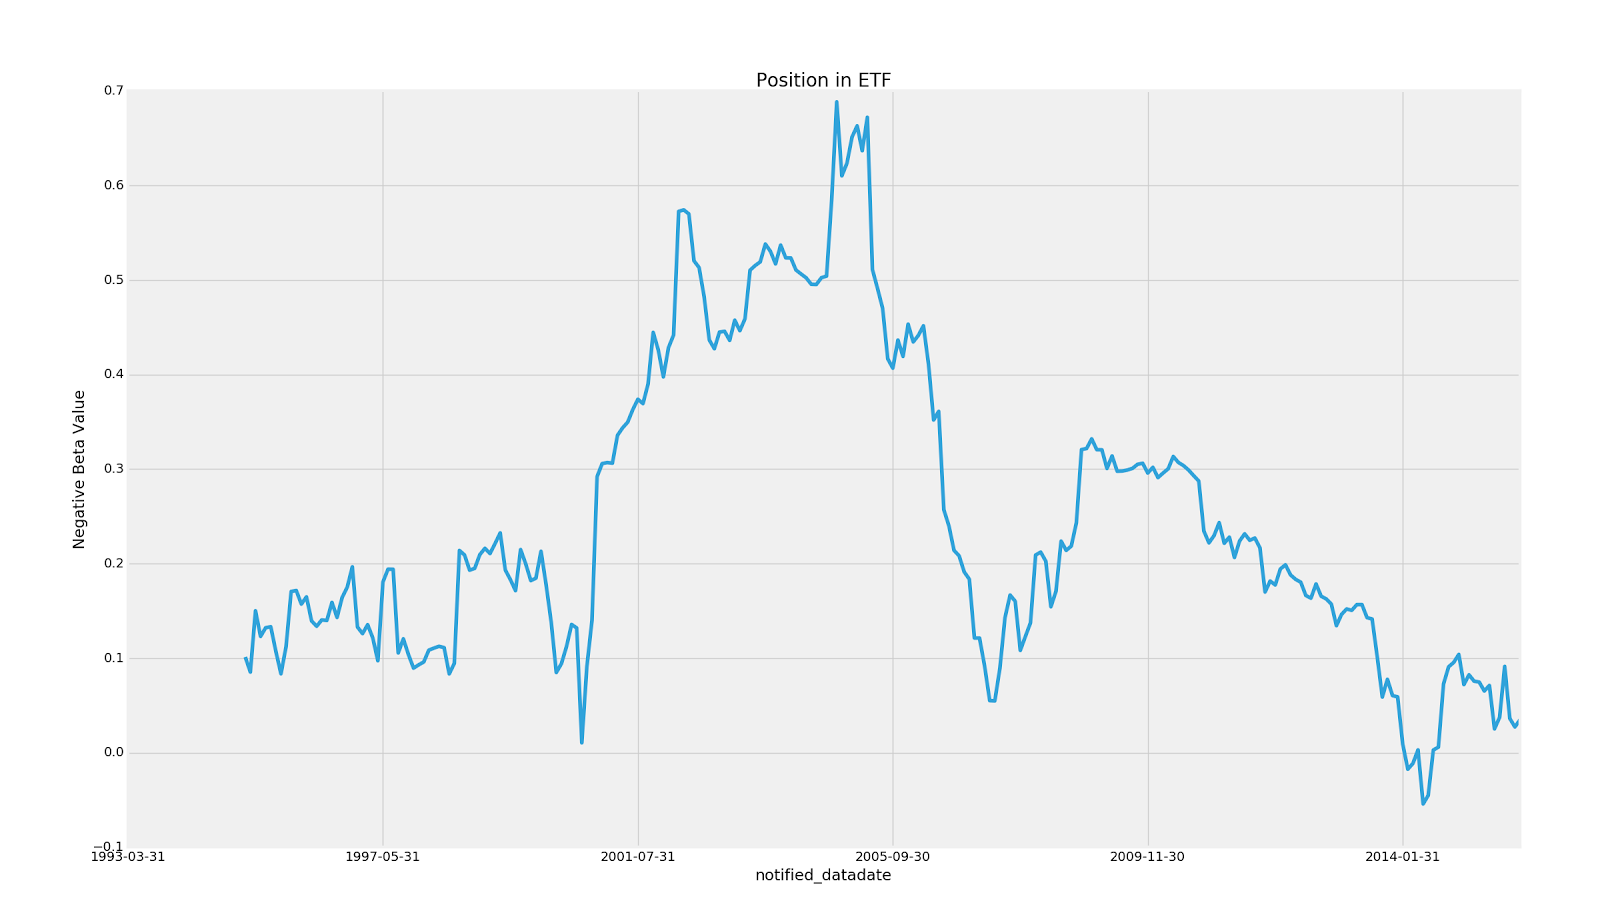 Position in ETF
0.7
0.6
0.5
0.4
0.3
0.2
0.1
0.0
−0.1
Negative Beta Value
1993-03-31 1997-05-31 2001-07-31 2005-09-30 2009-11-30 2014-01-31
notified_datadate